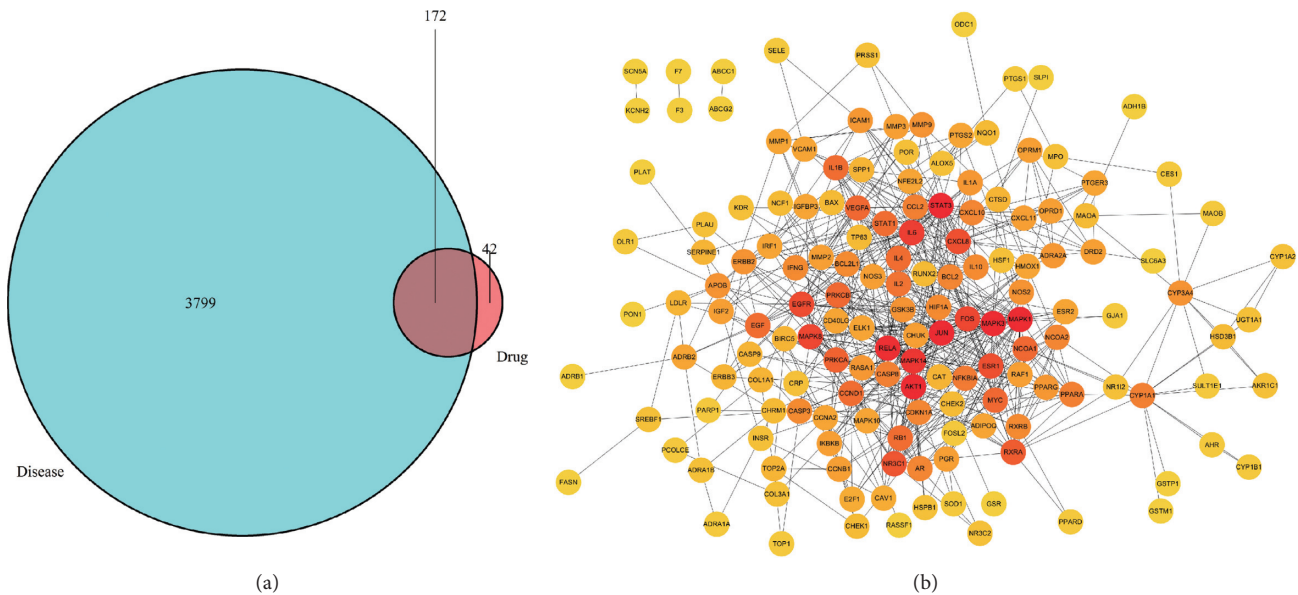 172
3799
42
Drug
Disease
(a)
ODC1
SELE
PRSS1
SCN5A
F7
ABCC1
PTGS1
SLPI
KCNH2
F3
ABCG2
ADH1B
ICAM1
MMP3
MMP9
PTGS2
NQO1
MMP1
VCAM1
POR
ALOX5
OPRM1
MPO
PLAT
IL1B
SPP1
NFE2L2
IL1A
PTGER3
CES1
KDR
NCF1
IGFBP3
BAX
VEGFA
CCL2
STAT3
CTSD
OPRD1
MAOA
MAOB
PLAU
STAT1
CXCL10
CXCL11
OLR1
SERPINE1
IRF1
TP63
IL6
CXCL8
ERBB2
MMP2
BCL2L1
IL4
ADRA2A
DRD2
IFNG
NOS3
RUNX2
BCL2
IL10
HSF1
HMOX1
SLC6A3
CYP1A2
APOB
IL2
NOS2
CYP3A4
PON1
LDLR
IGF2
EGFR
PRKCB
CD40LG
GSK3B
HIF1A
ESR2
GJA1
UGT1A1
EGF
MAPK8
ELK1
CHUK
JUN
FOS
MAPK3
MAPK1
HSD3B1
BIRC5
RELA
NCOA1
NCOA2
ADRB2
CASP9
PRKCA
RASA1
MAPK14
ESR1
ADRB1
ERBB3
COL1A1
CRP
CASP8
CAT
NFKBIA
RAF1
PPARG
PPARA
NR1I2
SULT1E1
AKR1C1
CCND1
AKT1
CYP1A1
PARP1
CHRM1
CASP3
CCNA2
MAPK10
CDKN1A
CHEK2
MYC
SREBF1
ADIPOQ
RXRB
INSR
IKBKB
RB1
FOSL2
PCOLCE
ADRA1B
TOP2A
CCNB1
NR3C1
AR
PGR
RXRA
AHR
CYP1B1
FASN
COL3A1
E2F1
CAV1
HSPB1
SOD1
GSR
GSTP1
ADRA1A
CHEK1
RASSF1
NR3C2
PPARD
GSTM1
TOP1
(b)